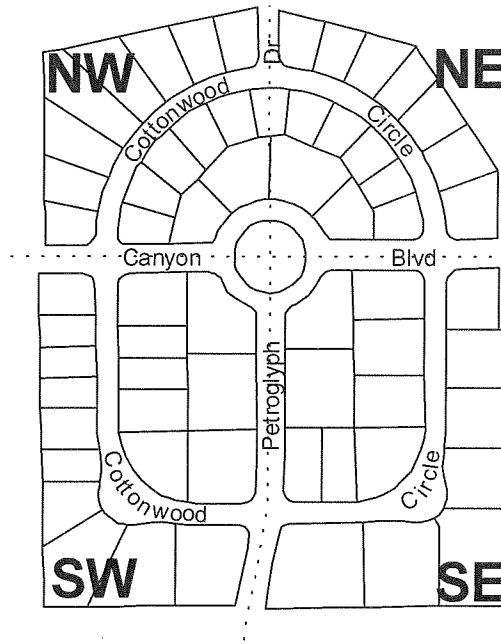 NW
Dr
NE
Cottonwood
Circle
Canyon
Blvd
Petroglyph
Cottonwood
Circle
SW
SE